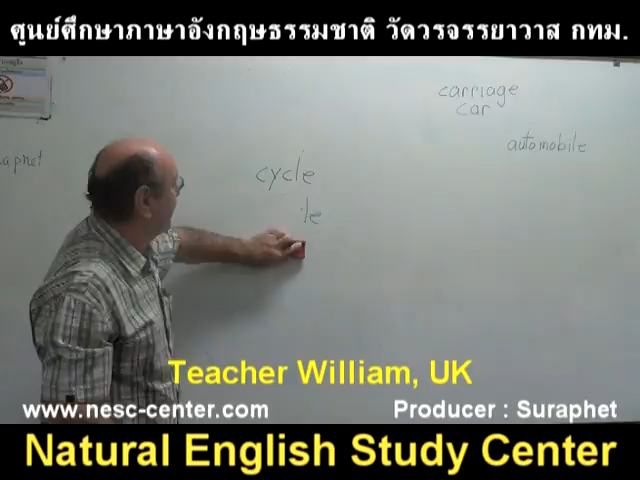 ศูนย์ศึกษาภาษาอังกฤษธรรมชาติ วัดวรจรรยาวาส กทม.
carriage
car
automobile
cycle
le
Teacher William, UK
www.nesc-center.com
Producer : Suraphet
Natural English Study Center